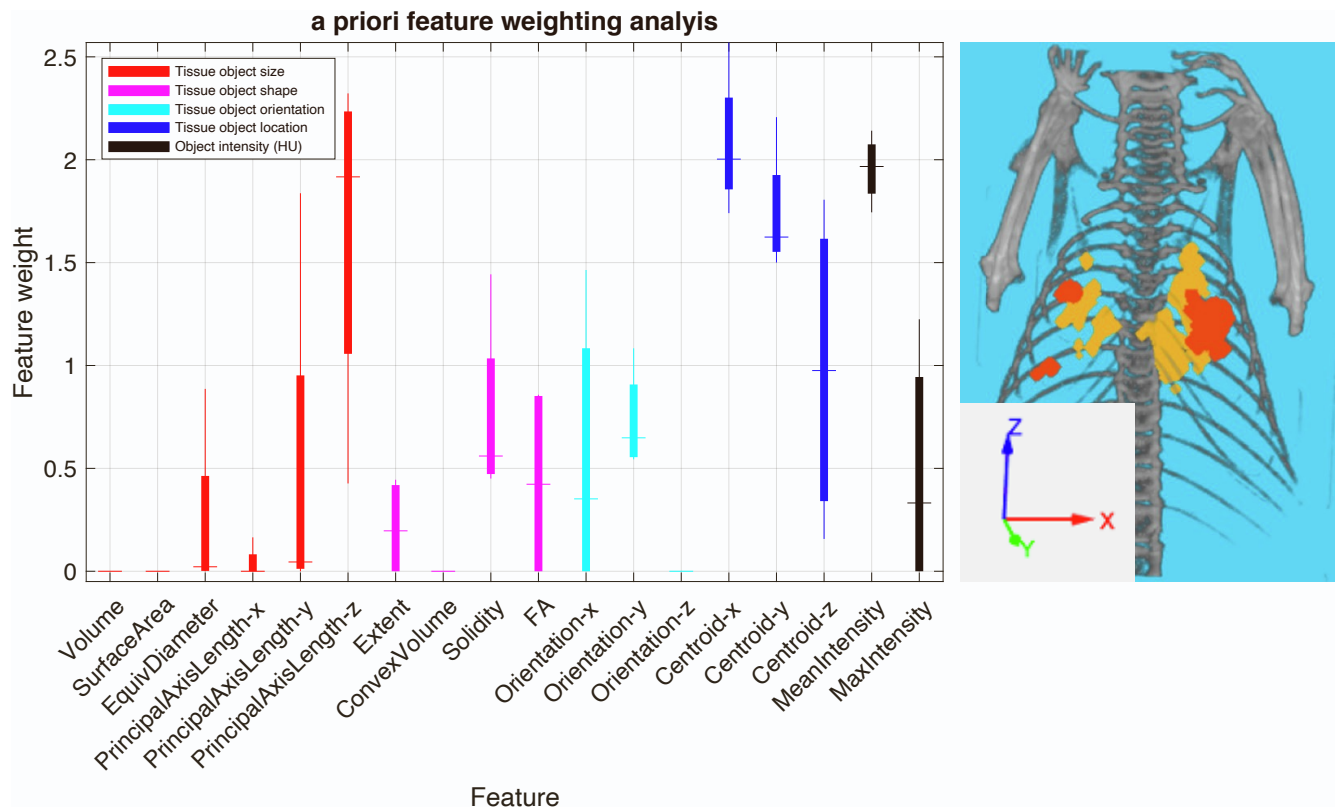 a priori feature weighting analyis
2.5
2
1.5
1
0.5
0
Feature weight
Tissue object size
Tissue object shape
Tissue object orientation
Tissue object location
Object intensity (HU)
Volume
SurfaceArea
EquivDiameter
PrincipalAxisLength-x
PrincipalAxisLength-y
PrincipalAxisLength-z
Extent
ConvexVolume
Solidity
FA
Orientation-x
Orientation-y
Orientation-z
Centroid-x
Centroid-y
Centroid-z
MeanIntensity
MaxIntensity
Feature
Z
X
Y